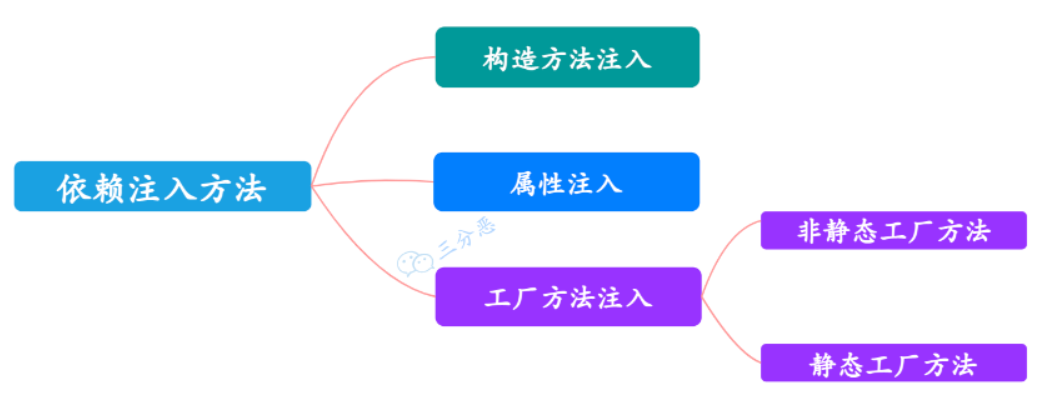 依赖注入方法
构造方法注入
属性注入
三分恶
工厂方法注入
非静态工厂方法
静态工厂方法